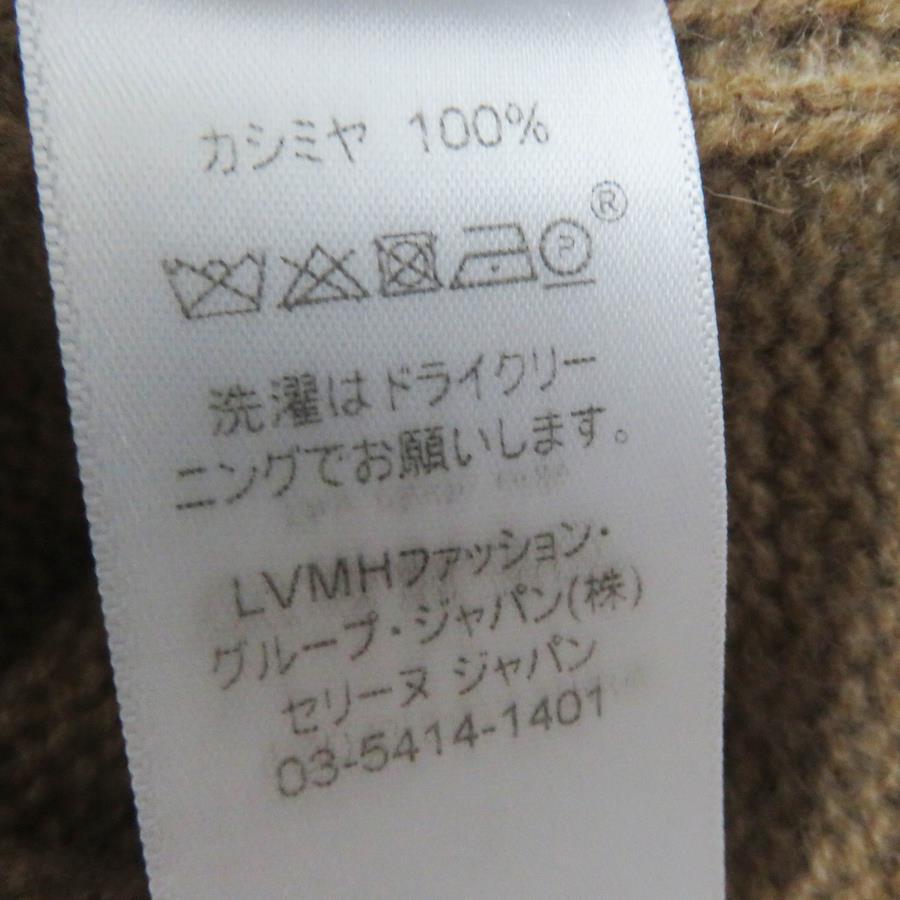 カシミヤ 100%
®
P
洗濯はドライクリー
ニングでお願いします。
LVMHファッション・
グループ・ジャパン(株)
セリーヌ ジャパン
03-5414-1401